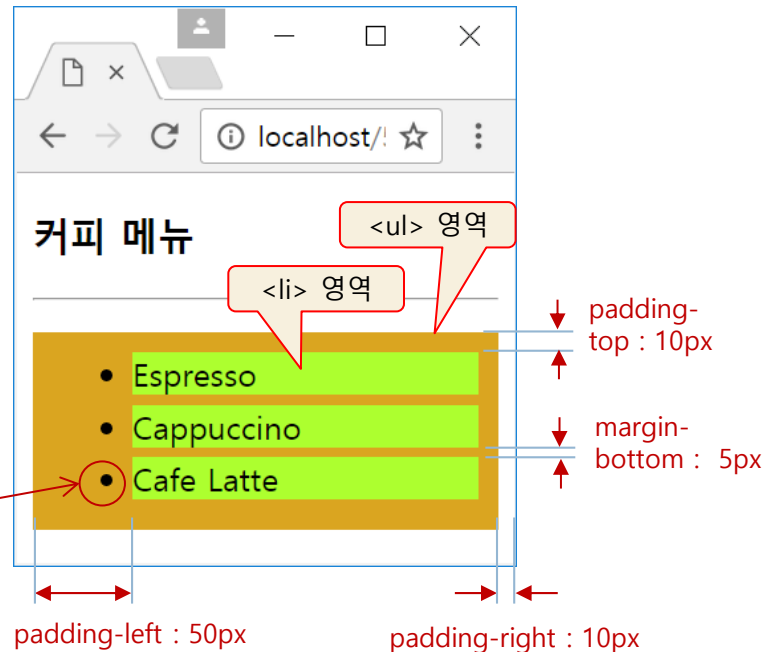 localhost/!
커피 메뉴
<ul> 영역
<li> 영역
padding-
top : 10px
Espresso
Cappuccino
Cafe Latte
margin-
bottom : 5px
padding-left : 50px
padding-right : 10px